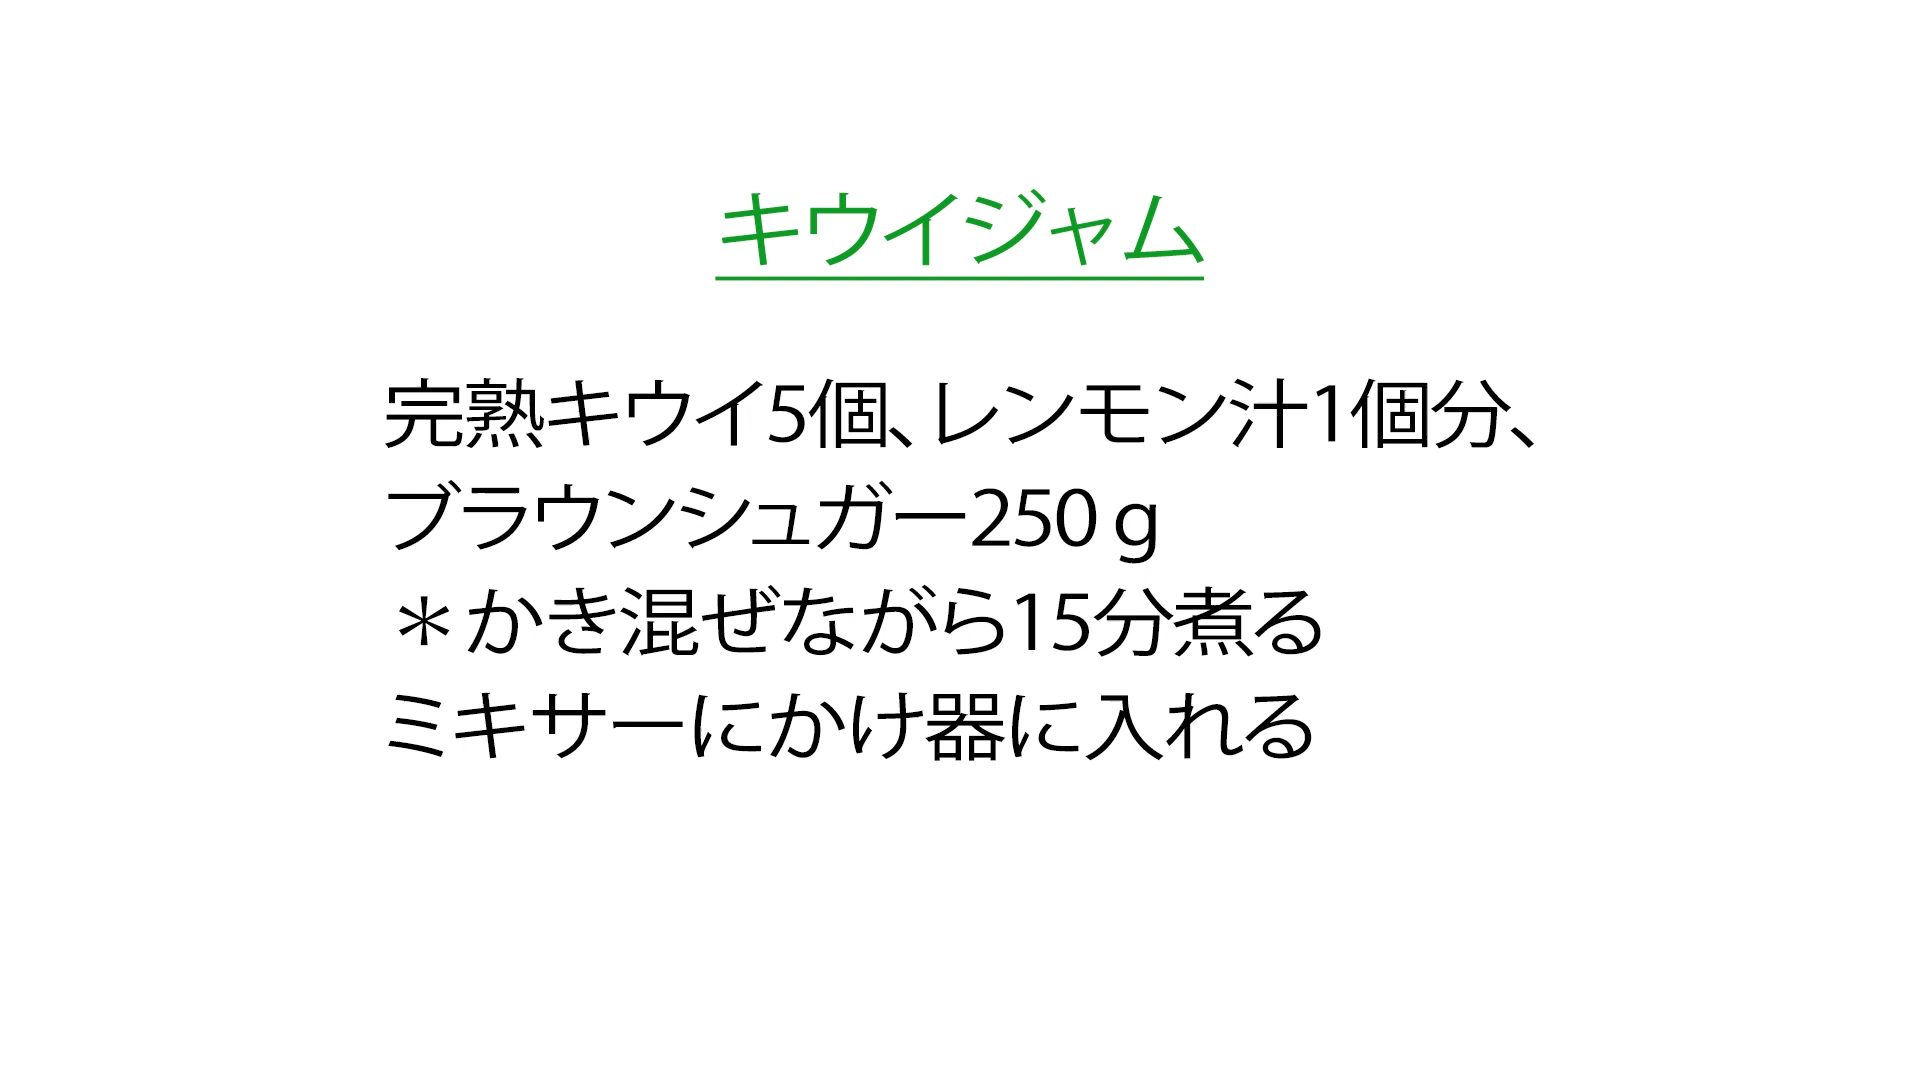 キウイジャム
完熟キウイ5個、レンモン汁1個分、
ブラウンシュガー250 g
＊かき混ぜながら15分煮る
ミキサーにかけ器に入れる